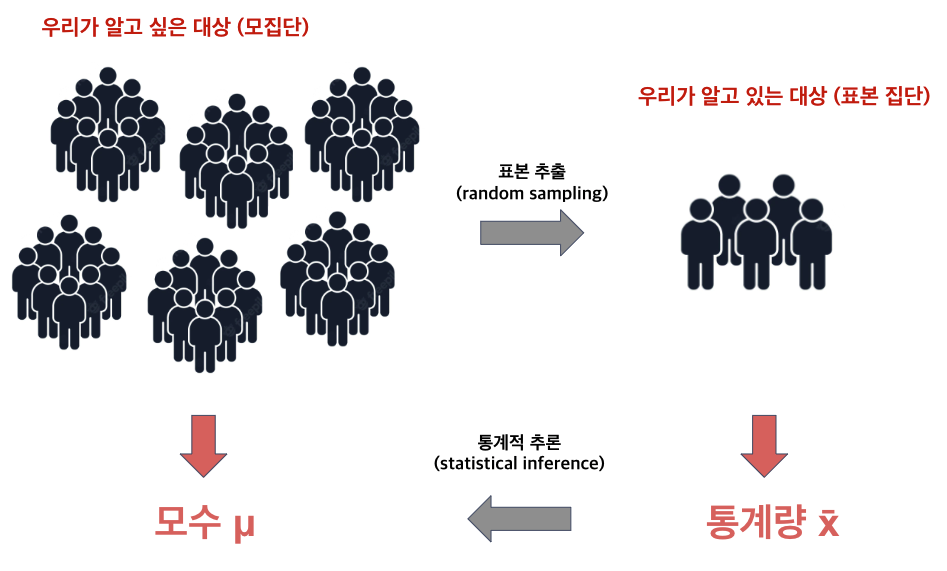 우리가 알고 싶은 대상 (모집단)
우리가 알고 있는 대상 (표본 집단)
표본 추출
(random sampling)
통계적 추론
(statistical inference)
모수 μ
통계량 x̄